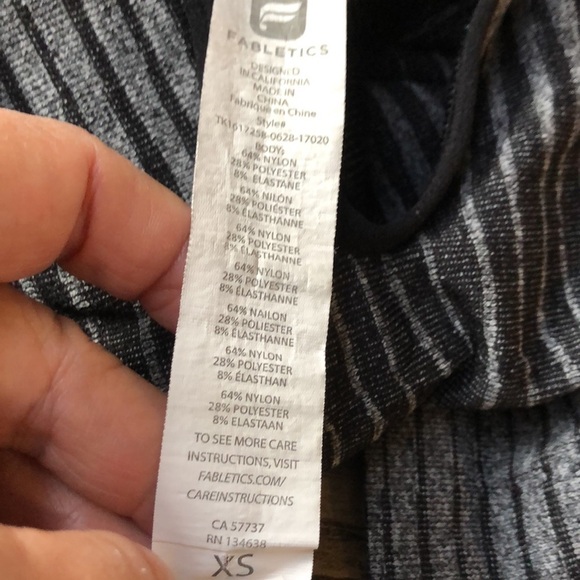 FABLETICS
DESIGNED
IN CALIFORNIA
MADE IN
CHINA
Fabriqué en Chine
Style#
TK1612258-0628-17020
BODY:
64% NYLON
28% POLYESTER
8% ELASTANE
64% NILÓN
28% POLIÉSTER
8% ELASTHANNE
64% NYLON
28% POLYESTER
8% ÉLASTHANNE
64% NYLON
28% POLYESTER
8% ELASTHANNE
64% NAILON
28% POLIESTER
8% ÉLASTHANNE
64% NYLON
28% POLYESTER
8% ELASTHAN
64% NYLON
28% POLYESTER
8% ELASTAAN
TO SEE MORE CARE
INSTRUCTIONS, VISIT
FABLETICS.COM/
CAREINSTRUCTIONS
CA 57737
RN 134638
XS